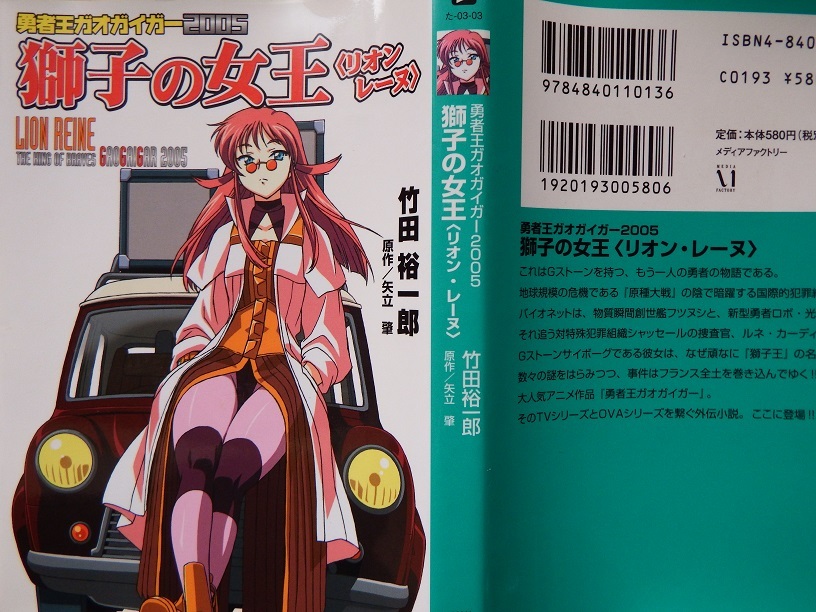 勇者王ガオガイガー2005
獅子の女王
〈リオン
レーヌ〉
LION REINE
THE KING OF BRAVES GAOGAIGAR 2005
竹田 裕一郎
原作/矢立 肇
た-03-03
勇者王ガオガイガー2005
獅子の女王〈リオン・レーヌ〉
竹田裕一郎
原作/矢立 肇
ISBN4-840
9784840110136
C0193 ¥58
1920193005806
定価:本体580円(税
メディアファクトリー
MEDIA
FACTORY
勇者王ガオガイガー2005
獅子の女王〈リオン・レーヌ〉
これはGストーンを持つ、もう一人の勇者の物語である。
地球規模の危機である『原種大戦』の陰で暗躍する国際的犯罪
バイオネットは、物質瞬間創世艦フツヌシと、新型勇者ロボ・光
それ追う対特殊犯罪組織シャッセールの捜査官、ルネ・カーディ
Gストーンサイボーグである彼女は、なぜ頑なに『獅子王』の名
数々の謎をはらみつつ、事件はフランス全土を巻き込んでゆく!!
大人気アニメ作品『勇者王ガオガイガー』。
そのTVシリーズとOVAシリーズを繋ぐ外伝小説。ここに登場!!